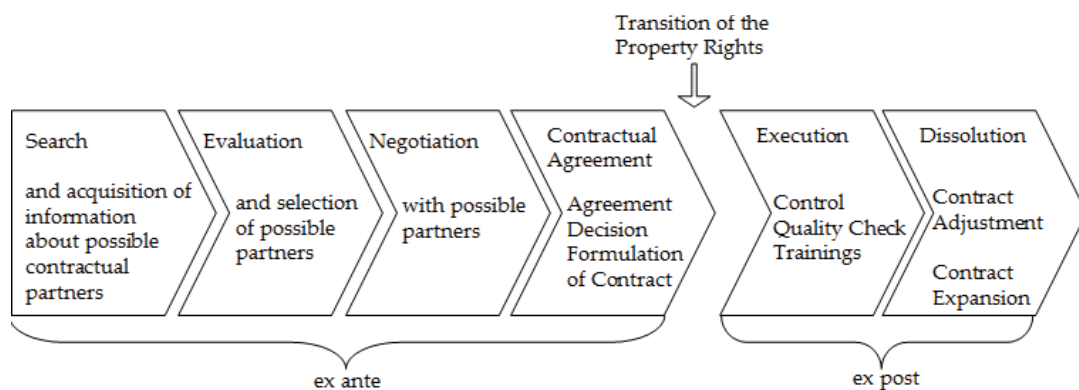 Transition of the
Property Rights
Search
and acquisition of
information
about possible
contractual
partners
Evaluation
and selection
of possible
partners
Negotiation
with possible
partners
Contractual
Agreement
Agreement
Decision
Formulation
of Contract
Execution
Control
Quality Check
Trainings
Dissolution
Contract
Adjustment
Contract
Expansion
ex ante
ex post